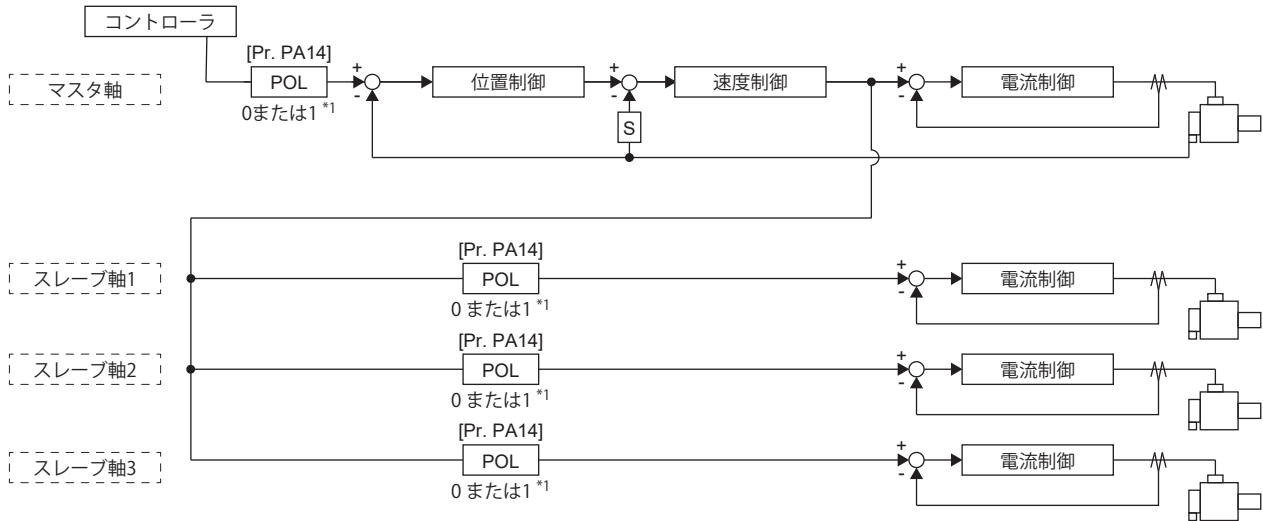 コントローラ
[Pr. PA14]
マスタ軸
POL
+
-
位置制御
+
-
速度制御
+
-
電流制御
0または1 *1
S
[Pr. PA14]
スレーブ軸1
POL
+
-
電流制御
0 または1 *1
[Pr. PA14]
スレーブ軸2
POL
+
-
電流制御
0 または1 *1
[Pr. PA14]
スレーブ軸3
POL
+
-
電流制御
0 または1 *1